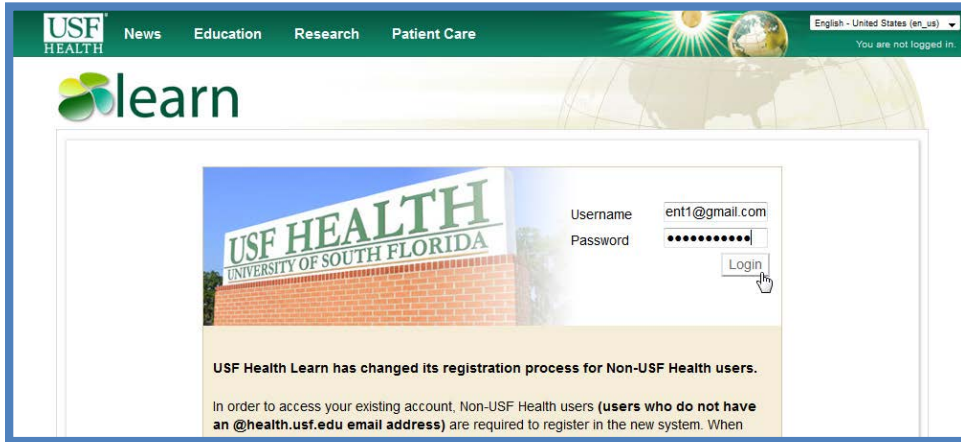 USF HEALTH
News Education Research Patient Care
English - United States (en_us)
You are not logged in.
learn
USF HEALTH
UNIVERSITY OF SOUTH FLORIDA
Username ent1@gmail.com
Password •••••••••••
Login
USF Health Learn has changed its registration process for Non-USF Health users.
In order to access your existing account, Non-USF Health users (users who do not have
an @health.usf.edu email address) are required to register in the new system. When